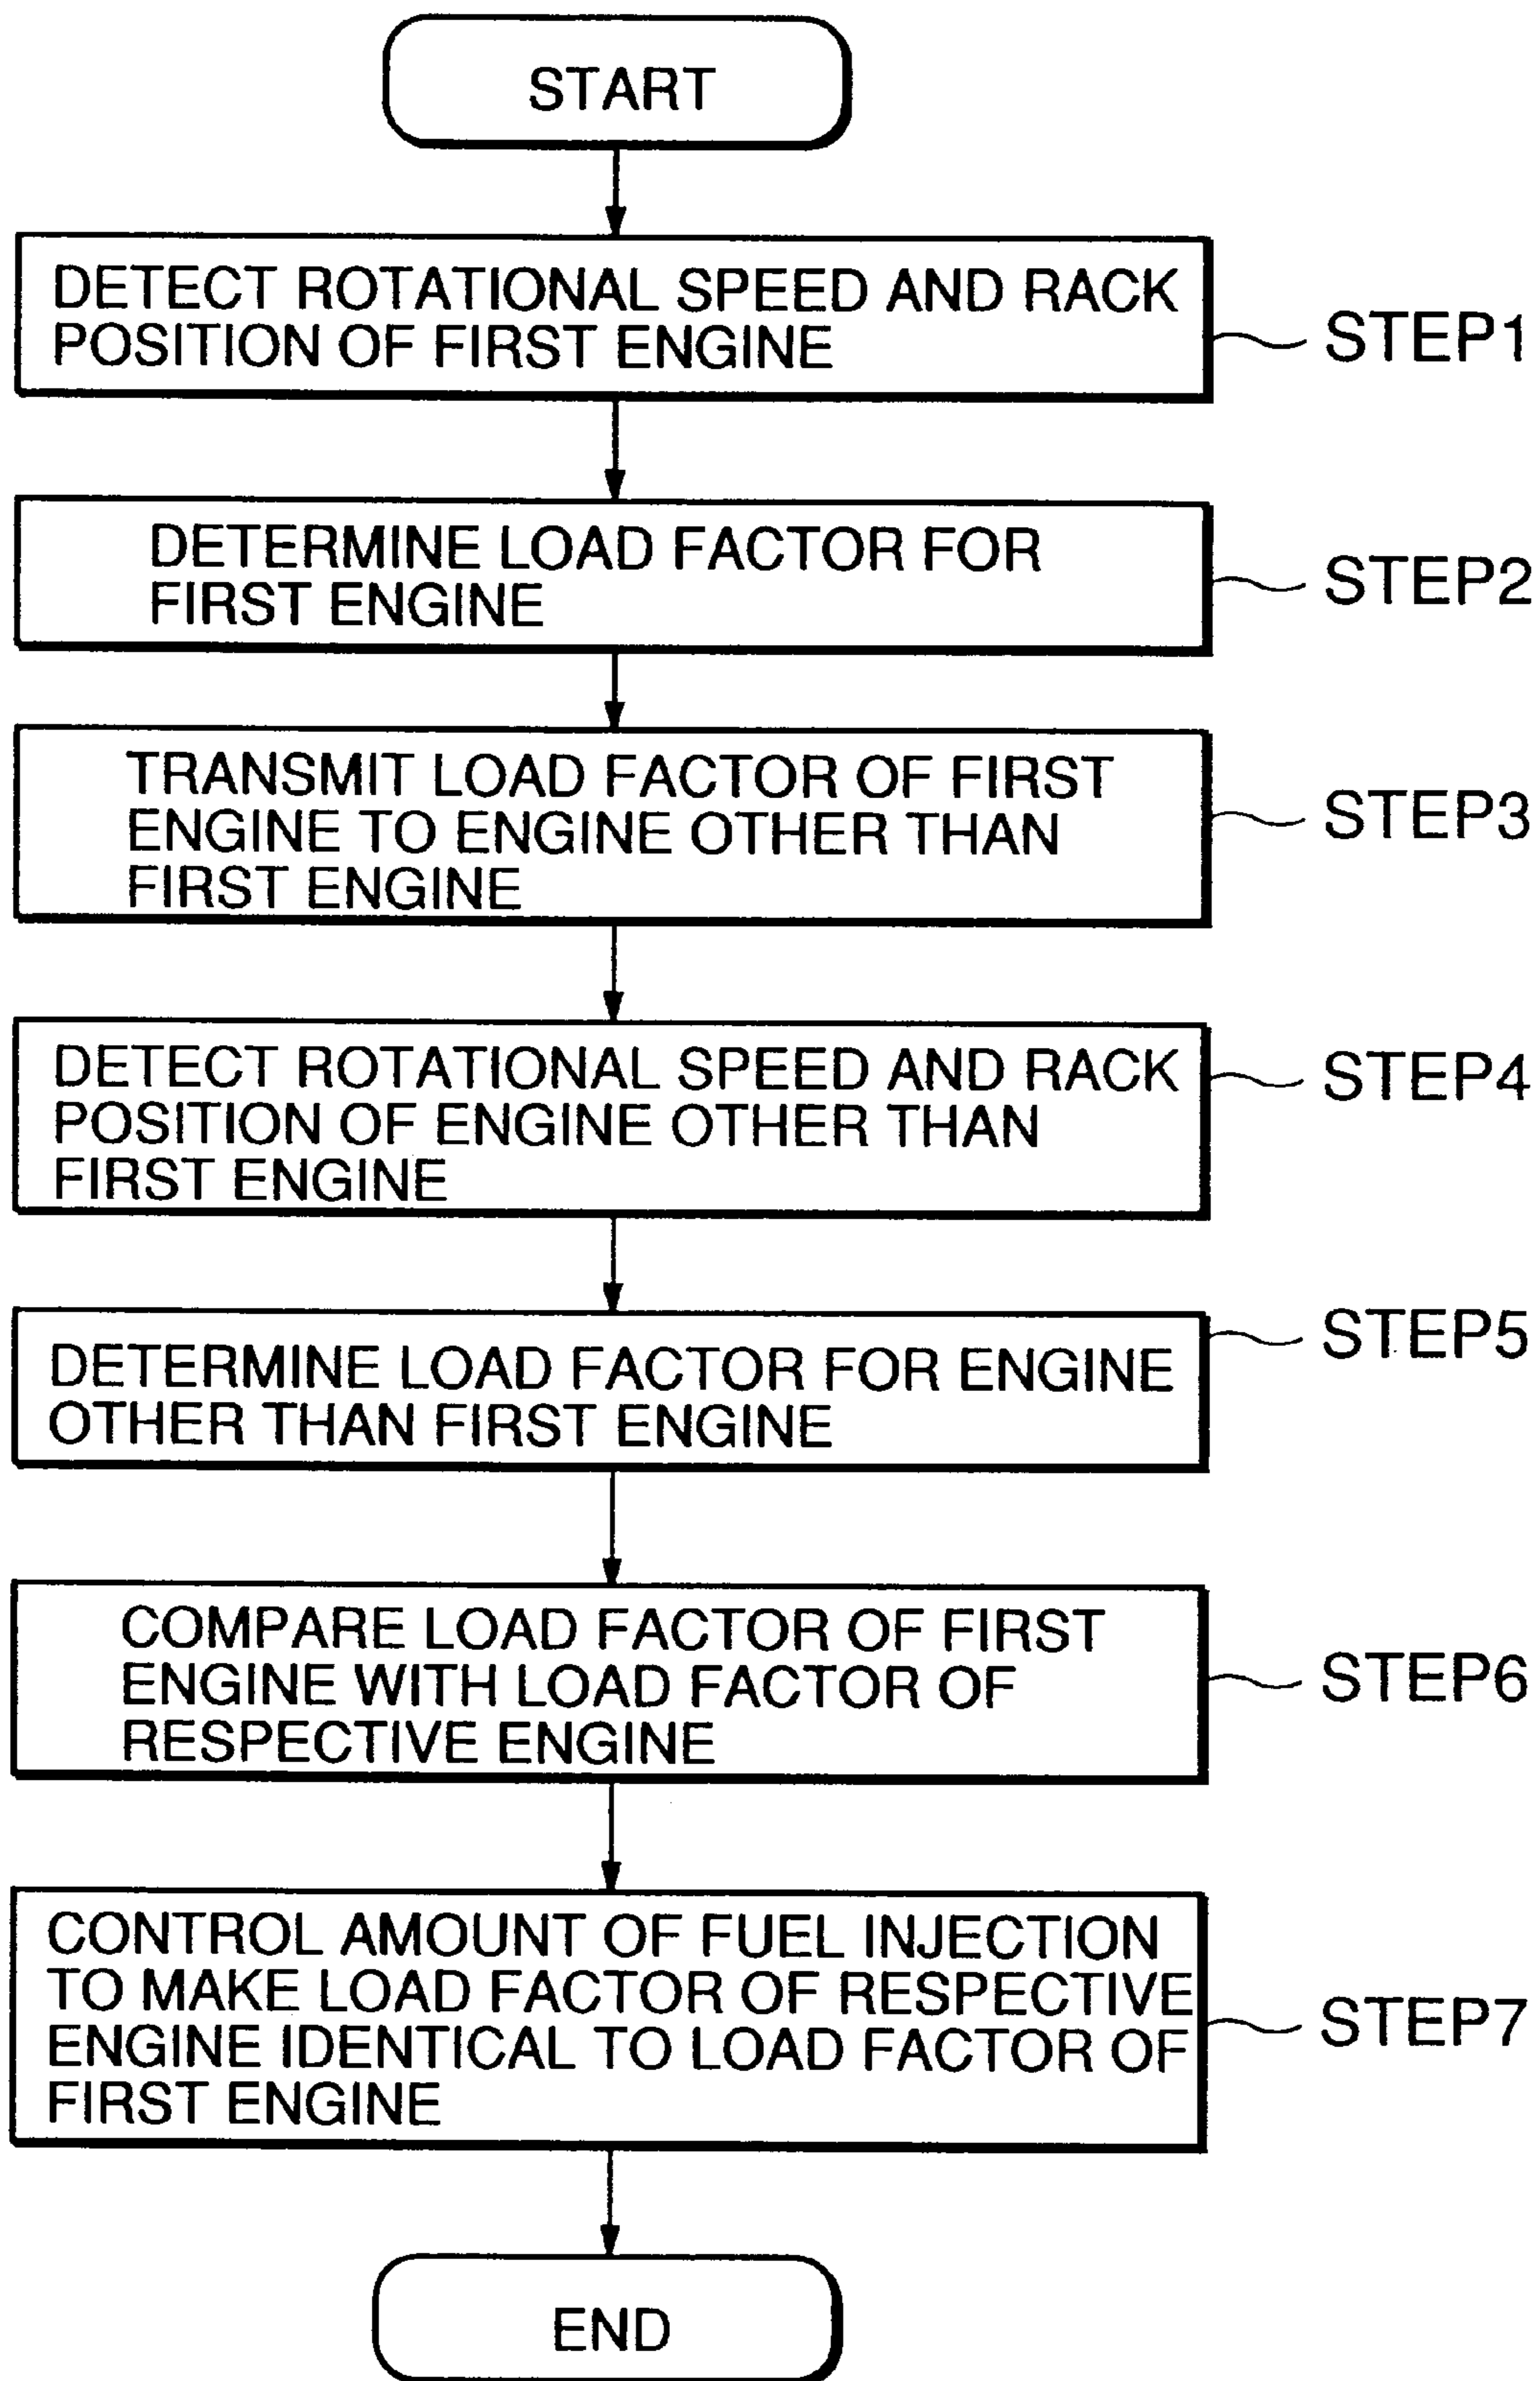 START
DETECT ROTATIONAL SPEED AND RACK
POSITION OF FIRST ENGINE
STEP1
DETERMINE LOAD FACTOR FOR
FIRST ENGINE
STEP2
TRANSMIT LOAD FACTOR OF FIRST
ENGINE TO ENGINE OTHER THAN
FIRST ENGINE
STEP3
DETECT ROTATIONAL SPEED AND RACK
POSITION OF ENGINE OTHER THAN
FIRST ENGINE
STEP4
DETERMINE LOAD FACTOR FOR ENGINE
OTHER THAN FIRST ENGINE
STEP5
COMPARE LOAD FACTOR OF FIRST
ENGINE WITH LOAD FACTOR OF
RESPECTIVE ENGINE
STEP6
CONTROL AMOUNT OF FUEL INJECTION
TO MAKE LOAD FACTOR OF RESPECTIVE
ENGINE IDENTICAL TO LOAD FACTOR OF
FIRST ENGINE
STEP7
END